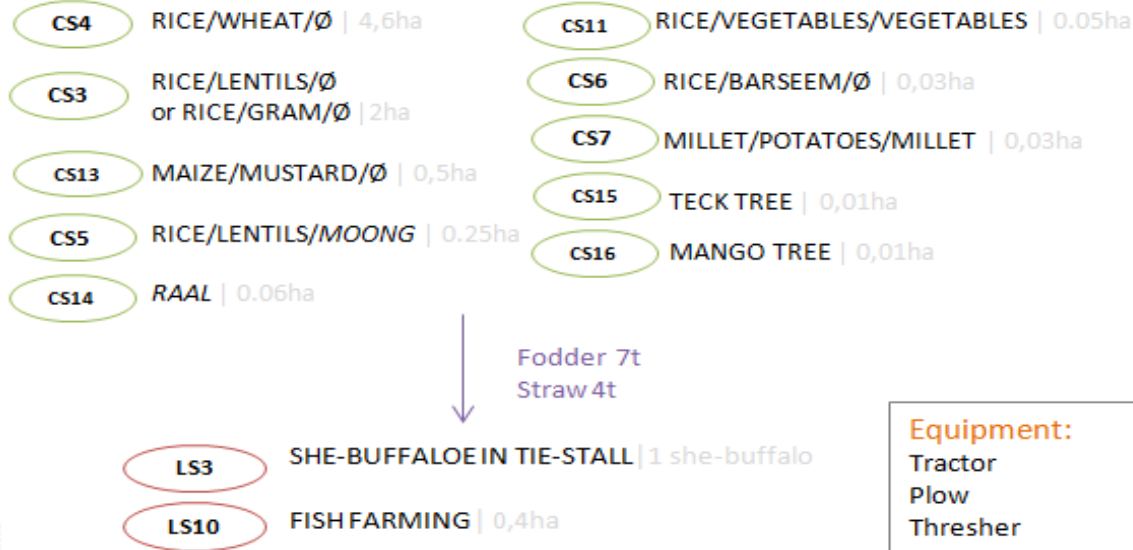 CS4 RICE/WHEAT/Ø | 4,6ha
CS3 RICE/LENTILS/Ø
or RICE/GRAM/Ø | 2ha
CS13 MAIZE/MUSTARD/Ø | 0,5ha
CS5 RICE/LENTILS/MOONG | 0.25ha
CS14 RAAL | 0.06ha
CS11 RICE/VEGETABLES/VEGETABLES | 0.05ha
CS6 RICE/BARSEEM/Ø | 0,03ha
CS7 MILLET/POTATOES/MILLET | 0,03ha
CS15 TECK TREE | 0,01ha
CS16 MANGO TREE | 0,01ha
Fodder 7t
Straw 4t
LS3 SHE-BUFFALOE IN TIE-STALL | 1 she-buffalo
LS10 FISH FARMING | 0,4ha
Equipment:
Tractor
Plow
Thresher